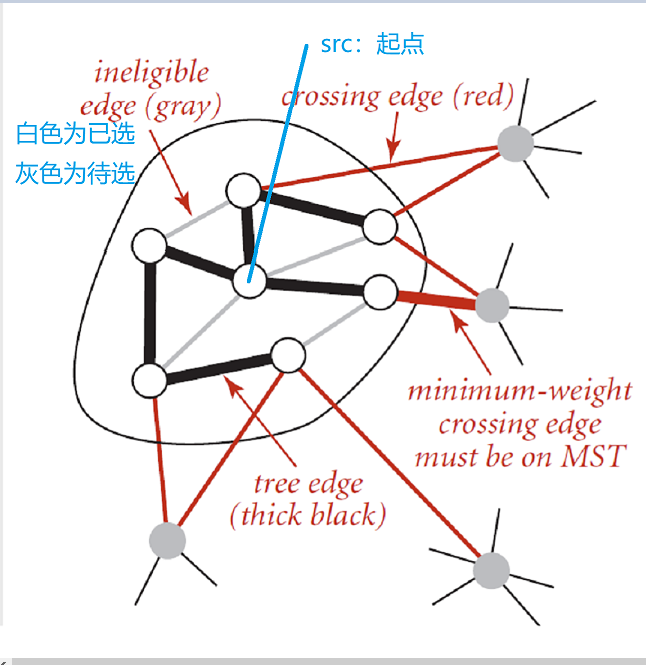 src：起点
ineligible
edge (gray)
crossing edge (red)
白色为已选
灰色为待选
minimum-weight
crossing edge
must be on MST
tree edge
(thick black)